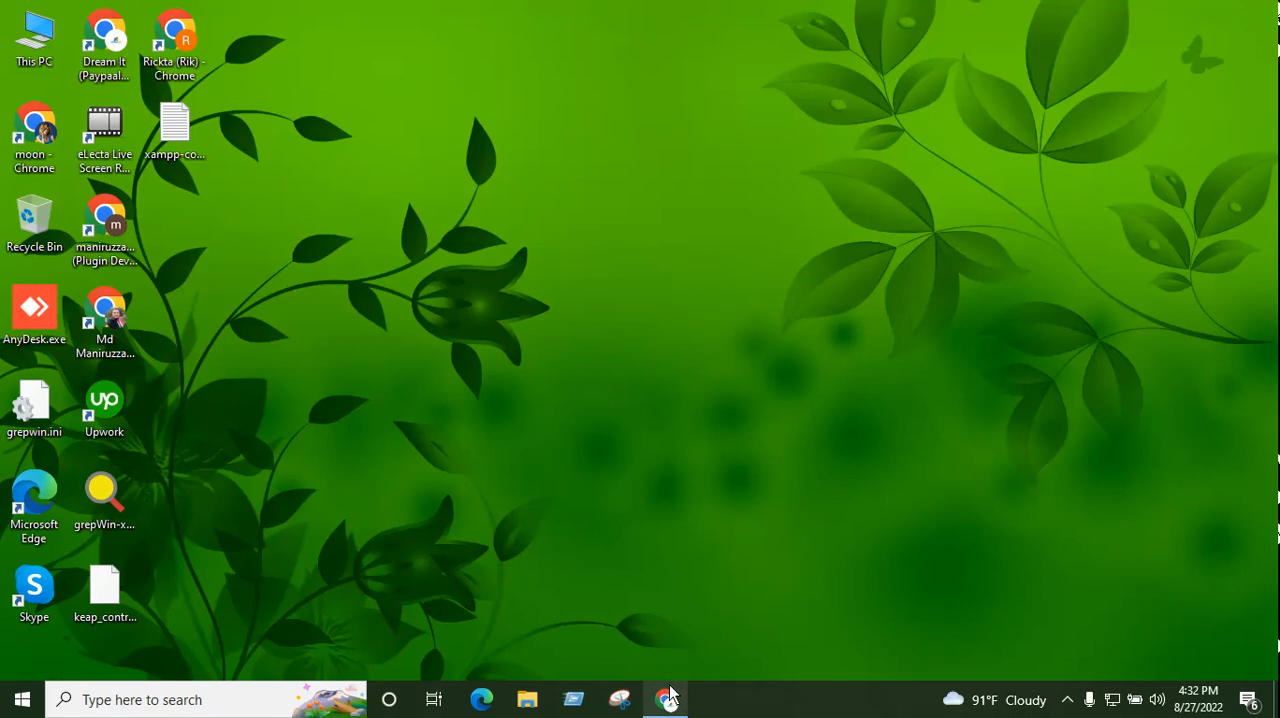 This PC
Dream It
(Paypaal...
Rickta (Rik) -
Chrome
R
moon -
Chrome
eLecta Live
Screen R...
xampp-co...
Recycle Bin
m
maniruzza...
(Plugin Dev...
AnyDesk.exe
Md
Maniruzza...
grepwin.ini
up
Upwork
Microsoft
Edge
grepWin-x...
S
Skype
keap_contr...
Type here to search
91°F Cloudy
4:32 PM
8/27/2022
6